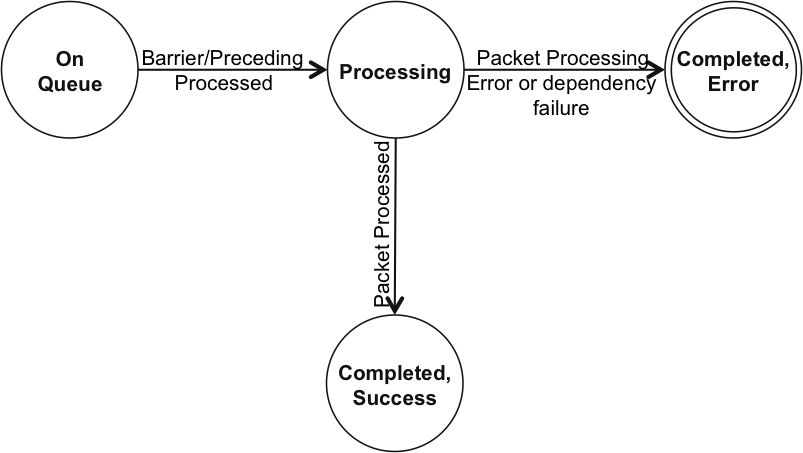 On
Queue
Barrier/Preceding
Processed
Processing
Packet Processing
Error or dependency
failure
Completed,
Error
Packet Processed
Completed,
Success